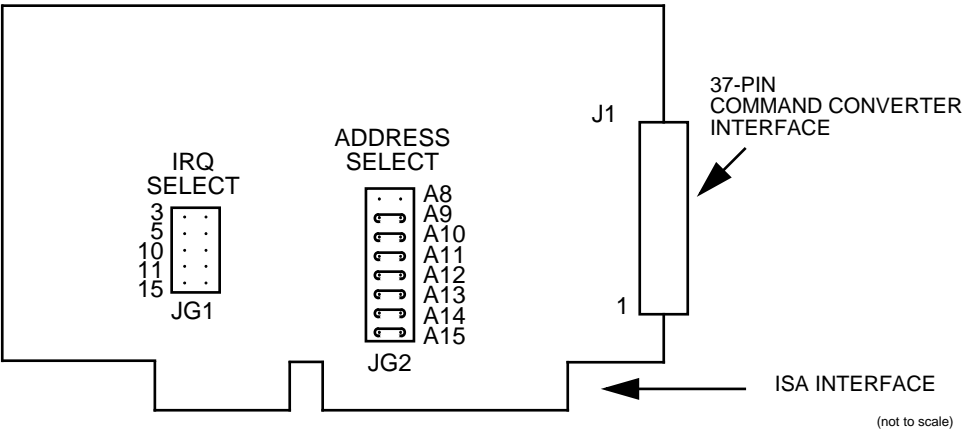 37-PIN
COMMAND CONVERTER
INTERFACE
J1
ADDRESS
SELECT
IRQ
SELECT
A8
A9
A10
A11
A12
A13
A14
A15
3
5
10
11
15
JG1
JG2
1
ISA INTERFACE
(not to scale)